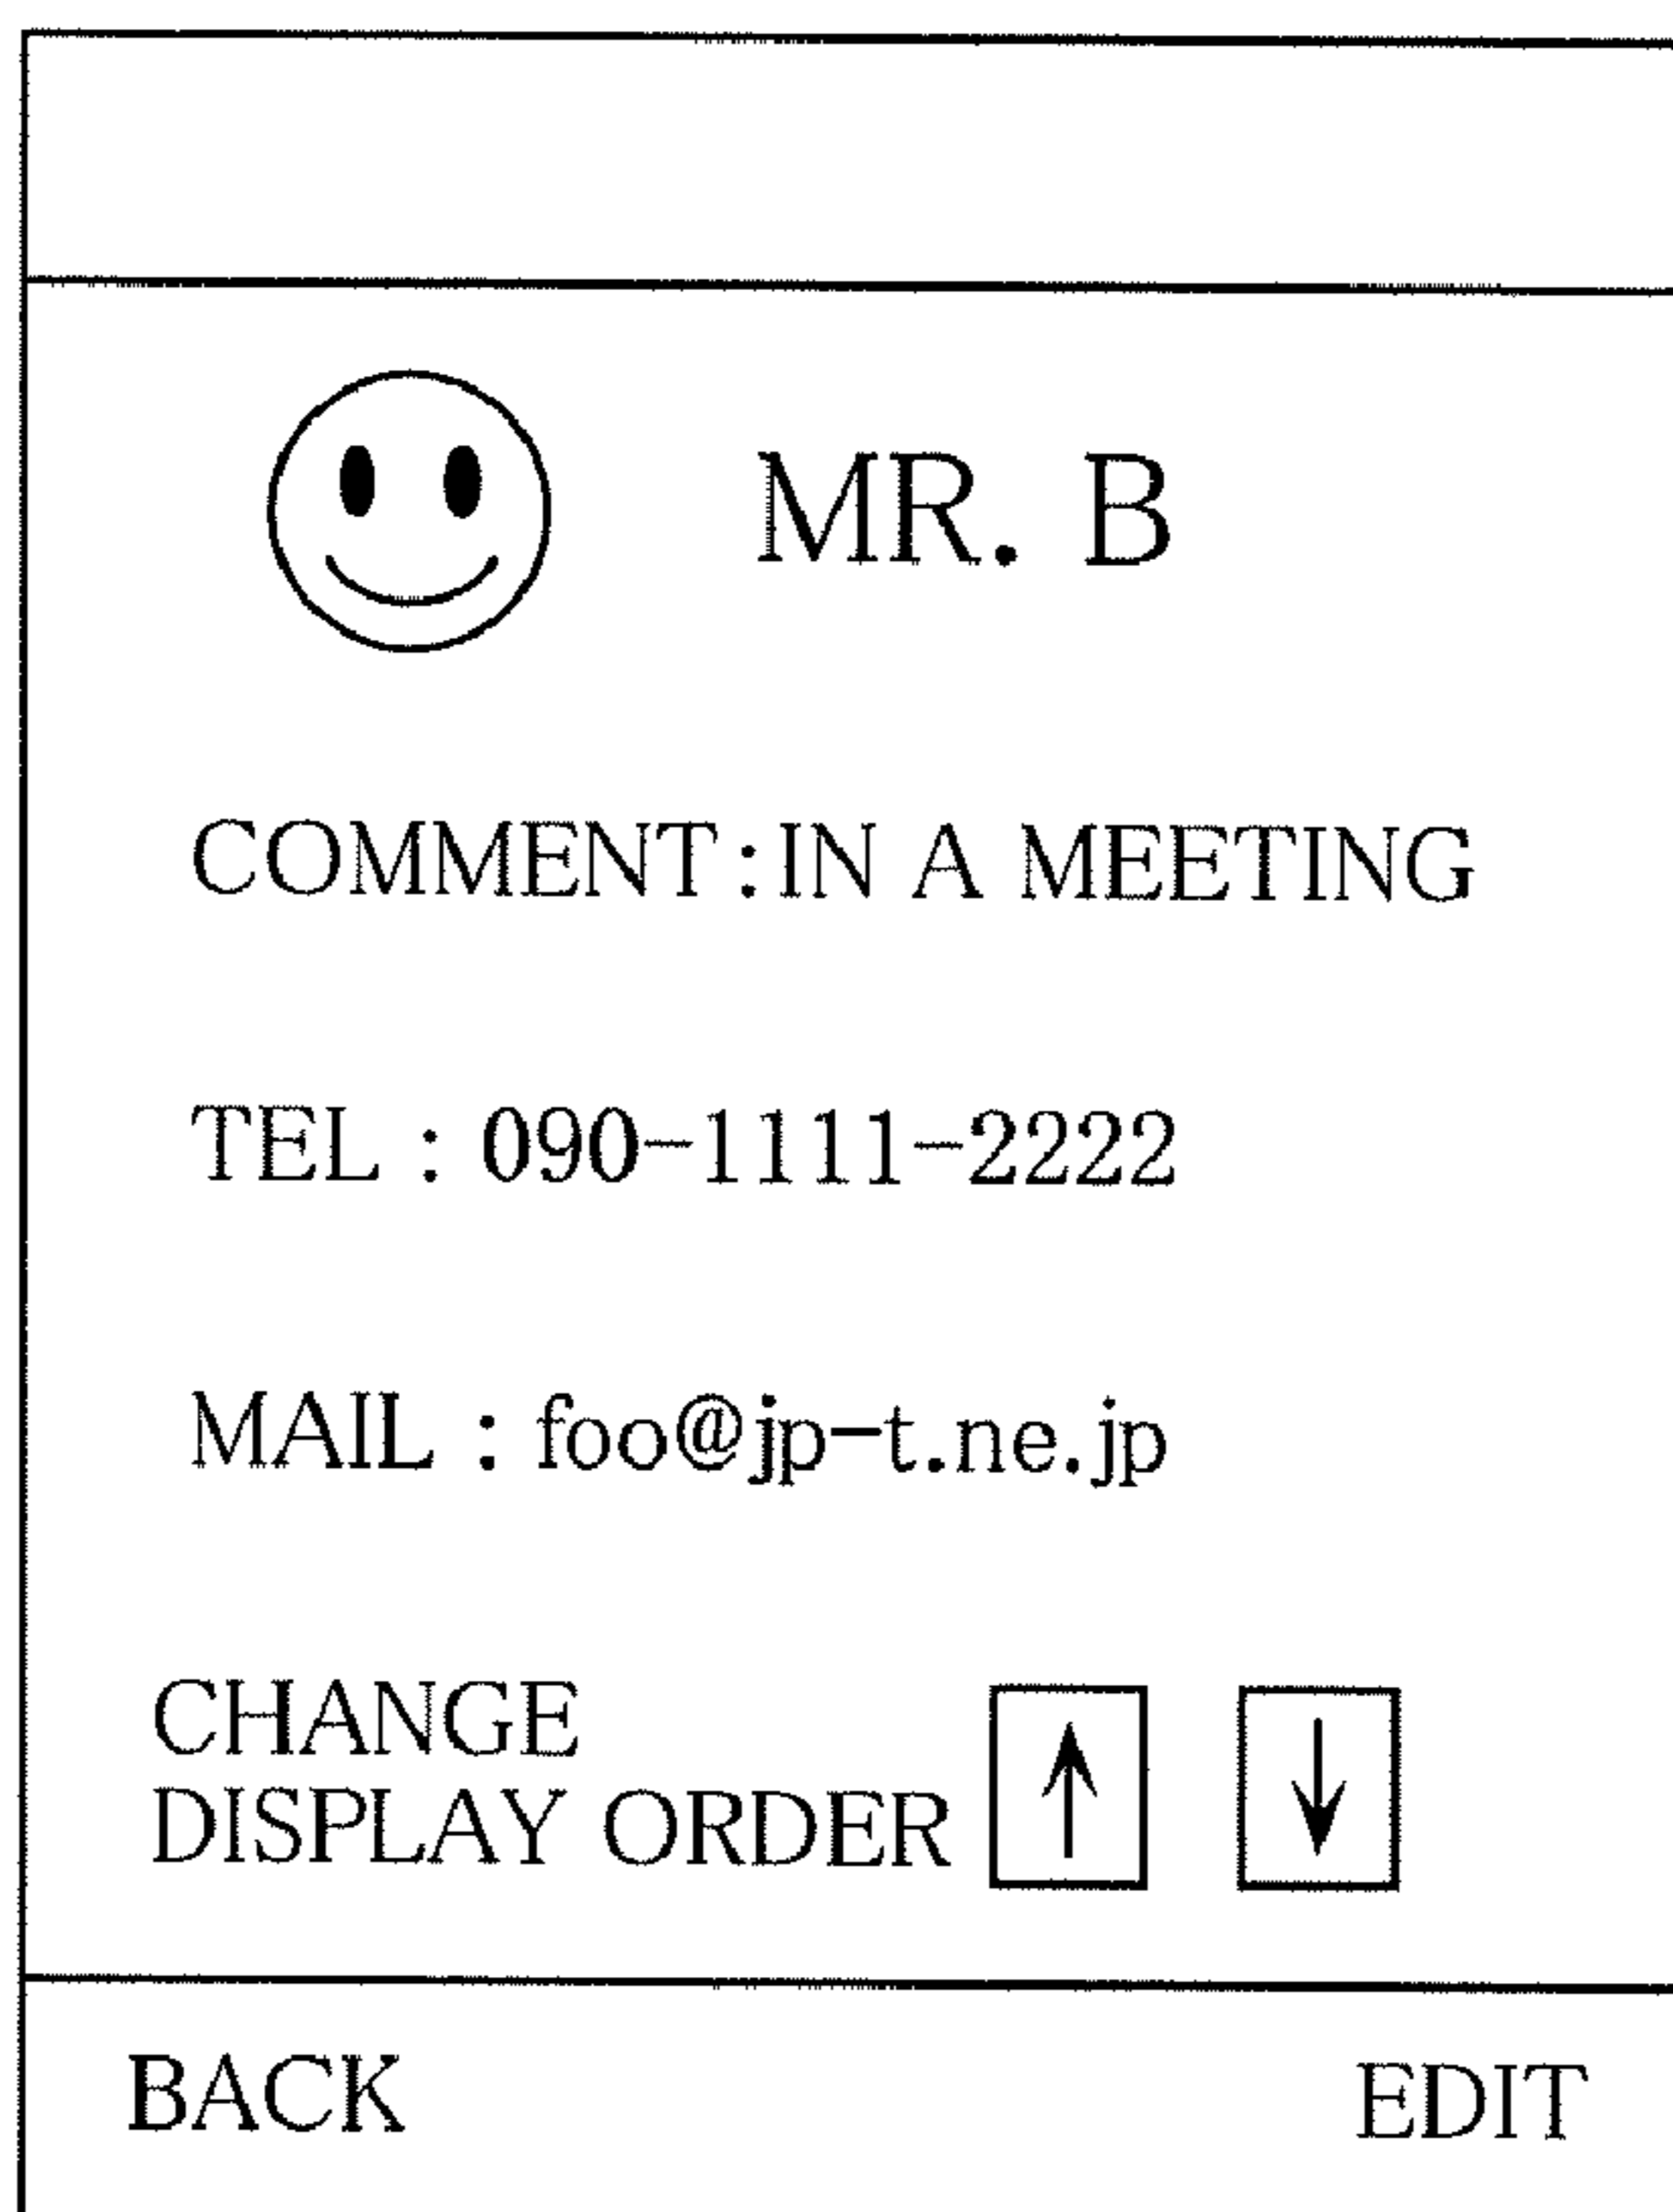 MR. B
COMMENT:IN A MEETING
TEL : 090-1111-2222
MAIL : foo@jp-t.ne.jp
CHANGE
DISPLAY ORDER ↑ ↓
BACK EDIT